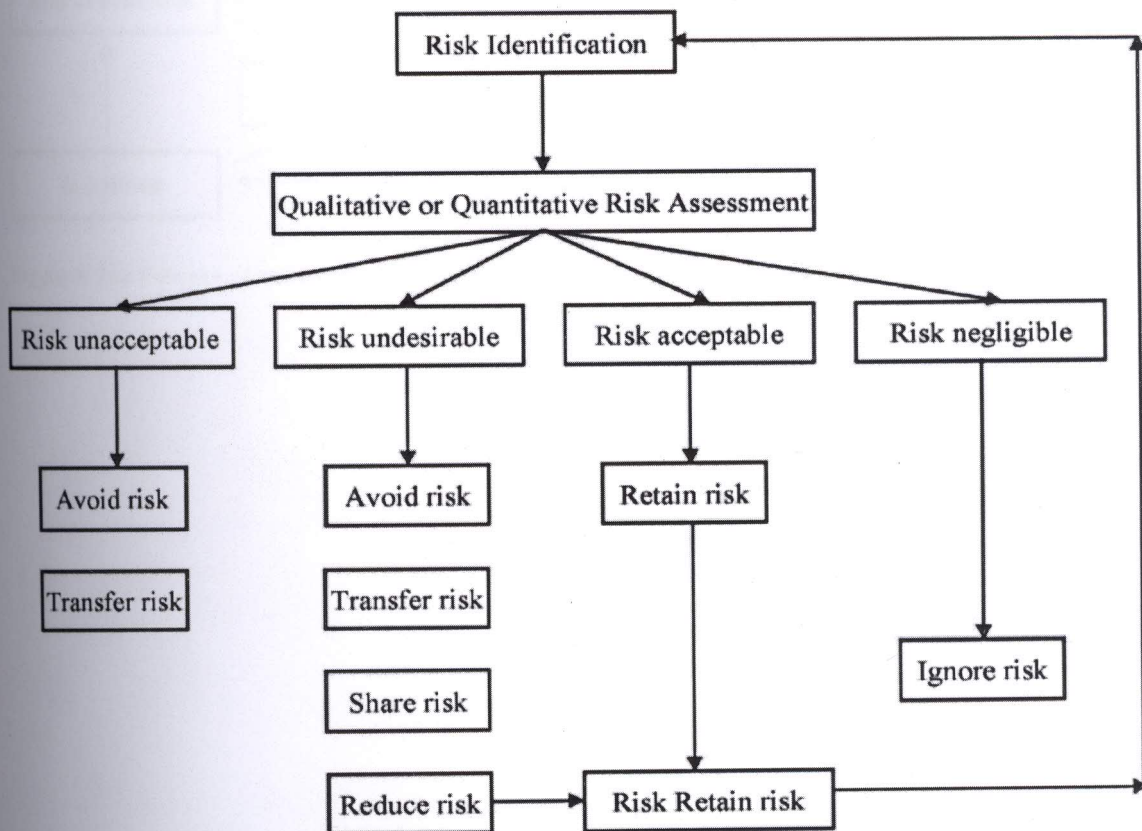 Risk Identification
Qualitative or Quantitative Risk Assessment
Risk unacceptable
Risk undesirable
Risk acceptable
Risk negligible
Avoid risk
Avoid risk
Retain risk
Transfer risk
Transfer risk
Share risk
Ignore risk
Reduce risk
Risk Retain risk